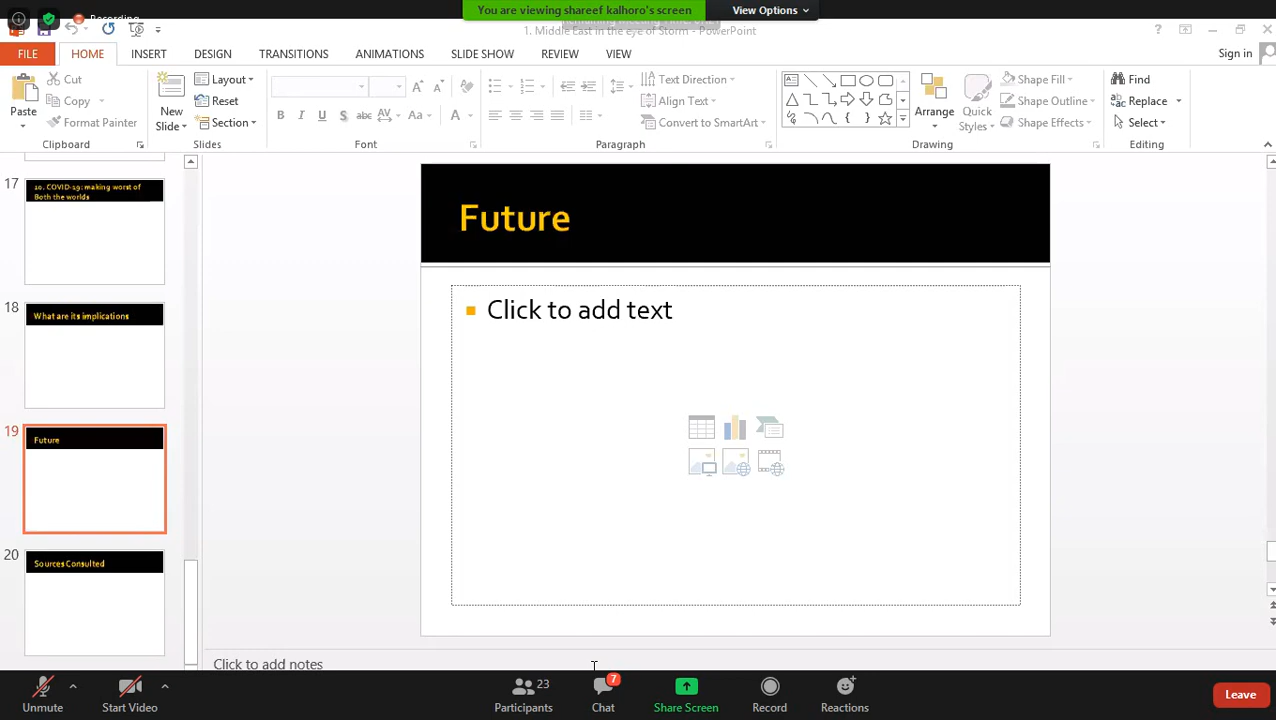 You are viewing shareef kalhoro's screen
View Options
Recording
1. Middle East in the eye of Storm - PowerPoint
Sign in
FILE
HOME
INSERT
DESIGN
TRANSITIONS
ANIMATIONS
SLIDE SHOW
REVIEW
VIEW
Paste
Cut
Copy
Format Painter
Clipboard
New
Slide
Layout
Reset
Section
Slides
B I U S abc AV Aa A
Font
Text Direction
Align Text
Convert to SmartArt
Paragraph
Arrange
Quick
Styles
Shape Fill
Shape Outline
Shape Effects
Drawing
Find
Replace
Select
Editing
17
10. COVID-19: making worst of
Both the worlds
18
What are its implications
19
Future
20
Sources Consulted
Future
Click to add text
Click to add notes
Unmute
Start Video
Participants
23
Chat
7
Share Screen
Record
Reactions
Leave